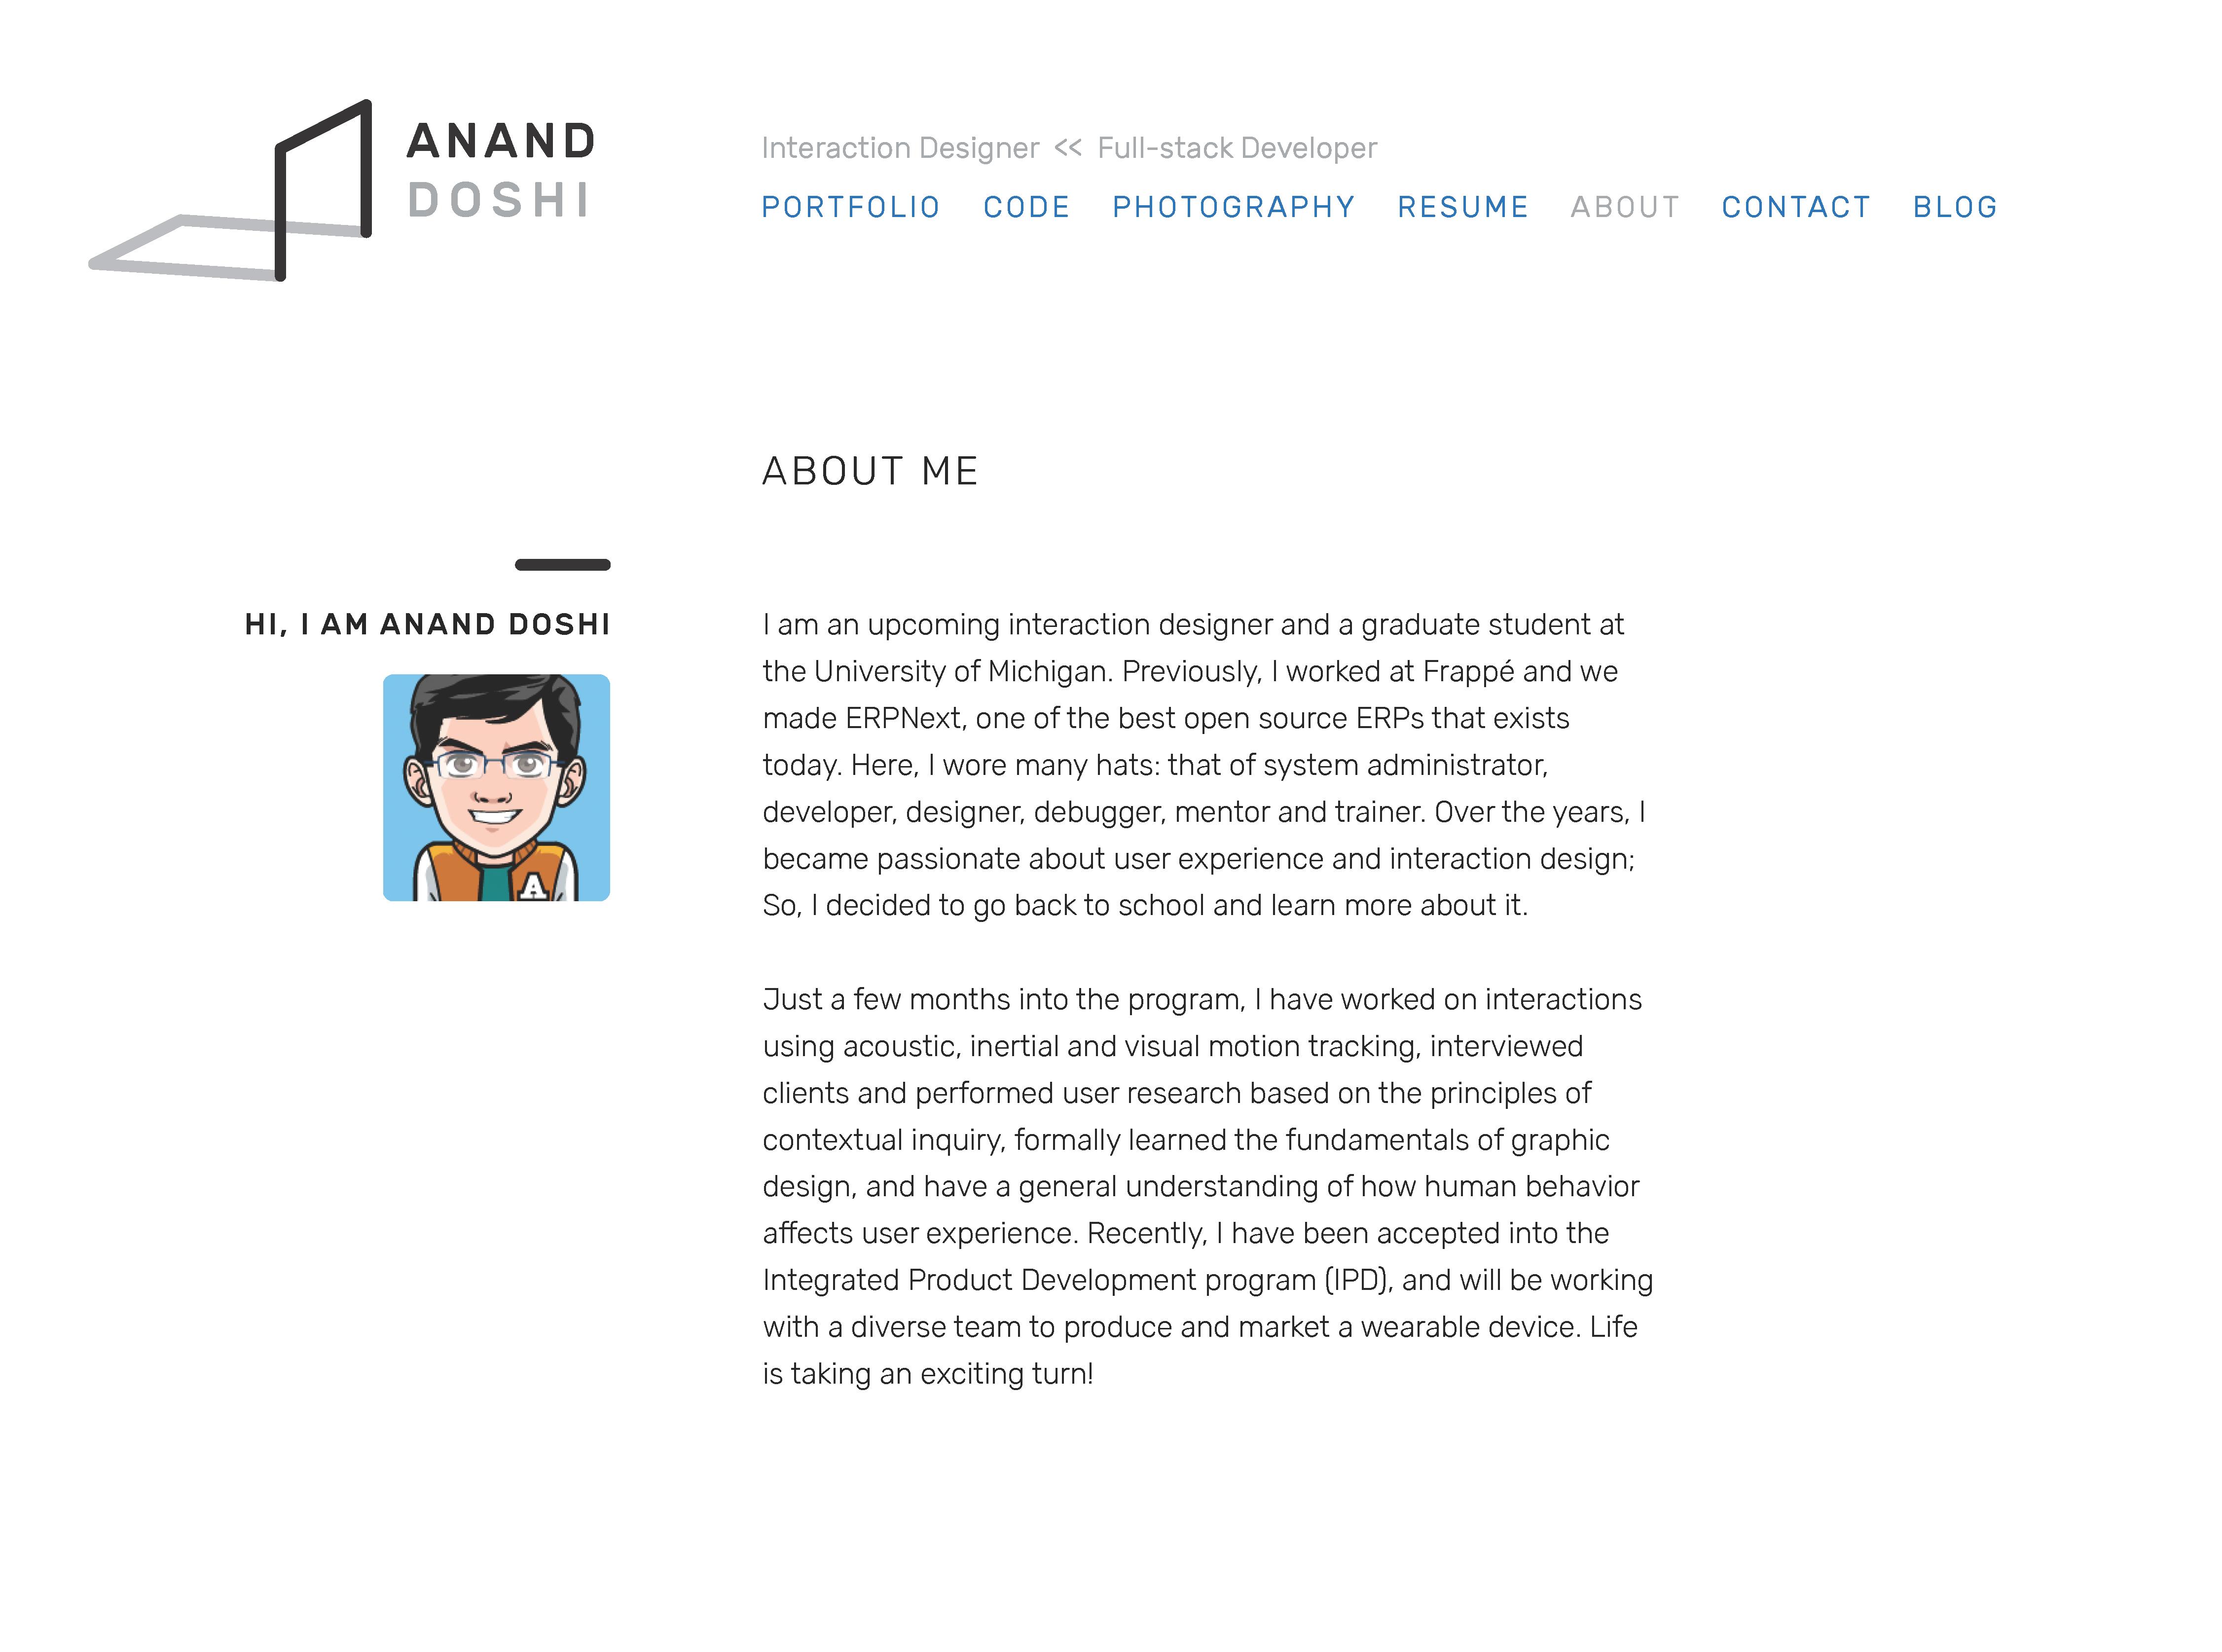 ANAND
DOSHI
Interaction Designer << Full-stack Developer
PORTFOLIO CODE PHOTOGRAPHY RESUME ABOUT CONTACT BLOG
ABOUT ME
HI, I AM ANAND DOSHI
A
I am an upcoming interaction designer and a graduate student at
the University of Michigan. Previously, I worked at Frappé and we
made ERPNext, one of the best open source ERPs that exists
today. Here, I wore many hats: that of system administrator,
developer, designer, debugger, mentor and trainer. Over the years, I
became passionate about user experience and interaction design;
So, I decided to go back to school and learn more about it.
Just a few months into the program, I have worked on interactions
using acoustic, inertial and visual motion tracking, interviewed
clients and performed user research based on the principles of
contextual inquiry, formally learned the fundamentals of graphic
design, and have a general understanding of how human behavior
affects user experience. Recently, I have been accepted into the
Integrated Product Development program (IPD), and will be working
with a diverse team to produce and market a wearable device. Life
is taking an exciting turn!